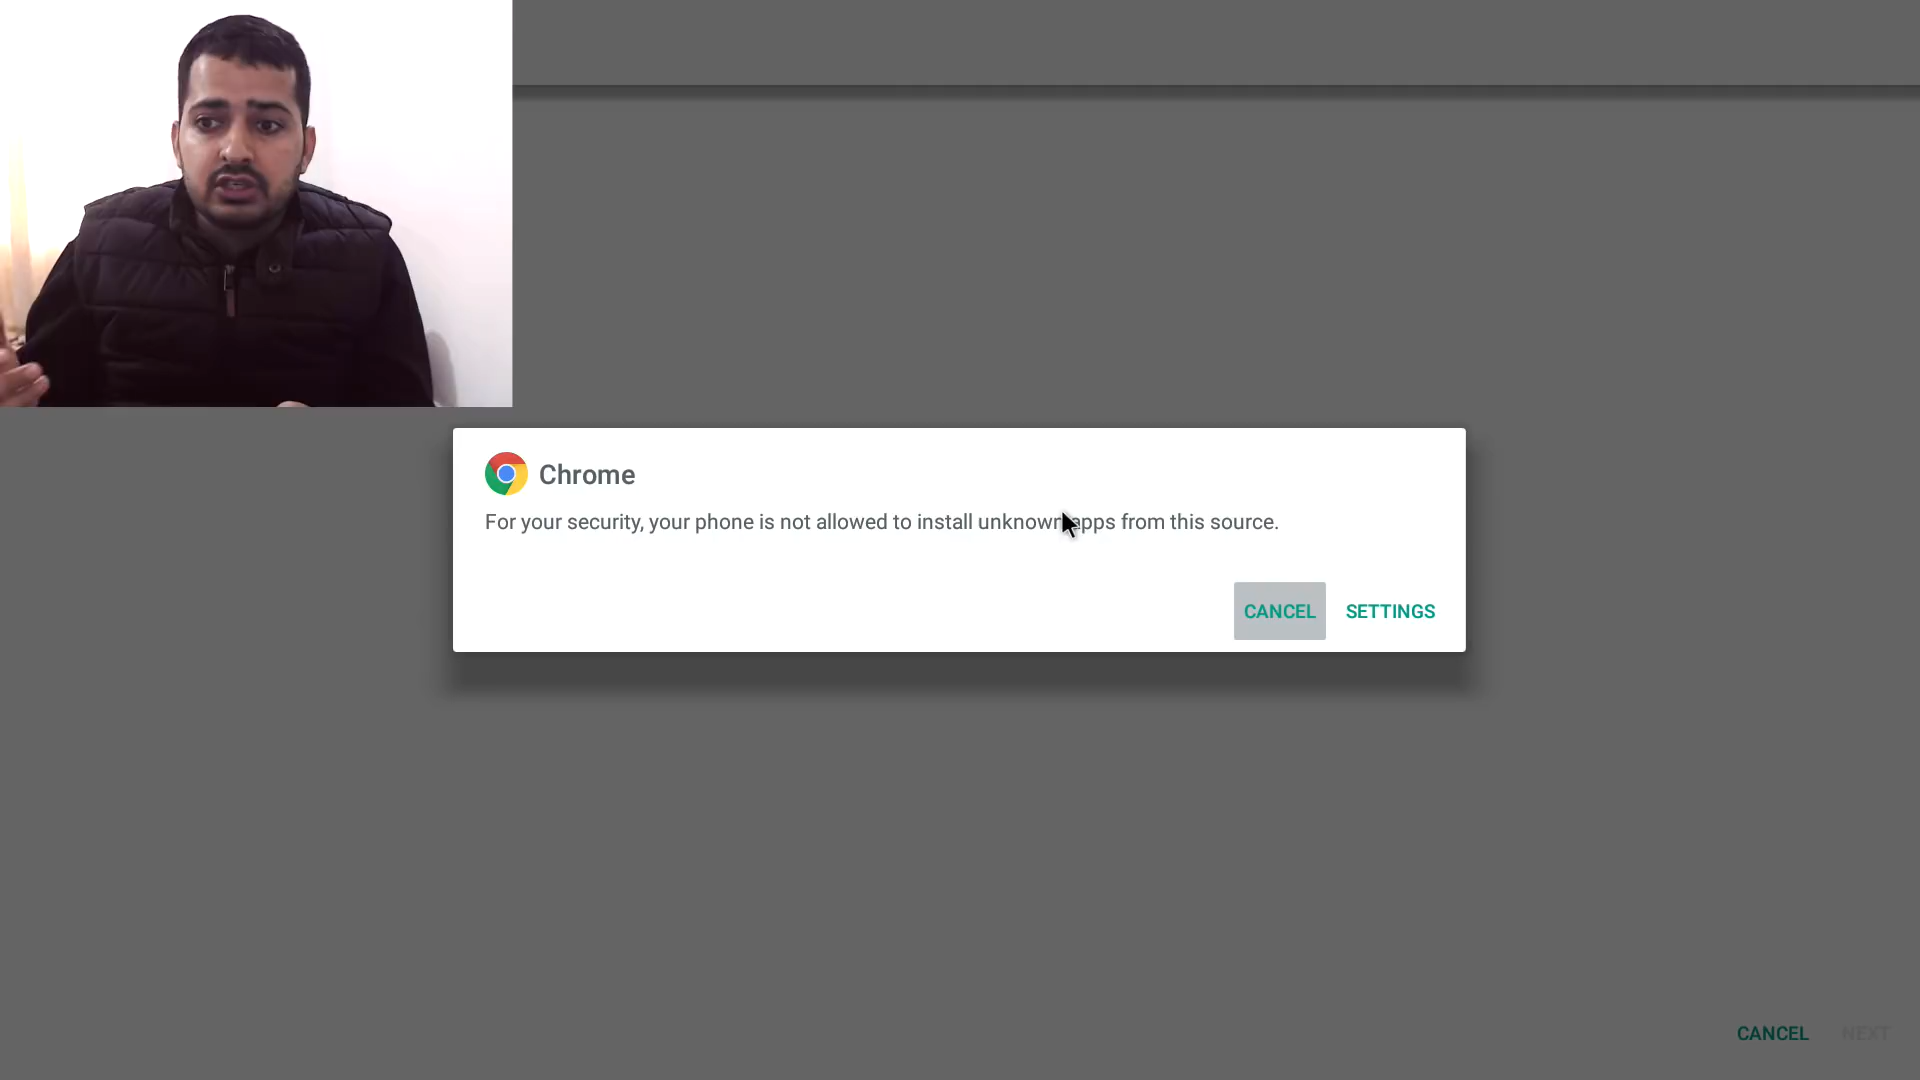 Chrome
For your security, your phone is not allowed to install unknown apps from this source.
CANCEL SETTINGS
CANCEL NEXT